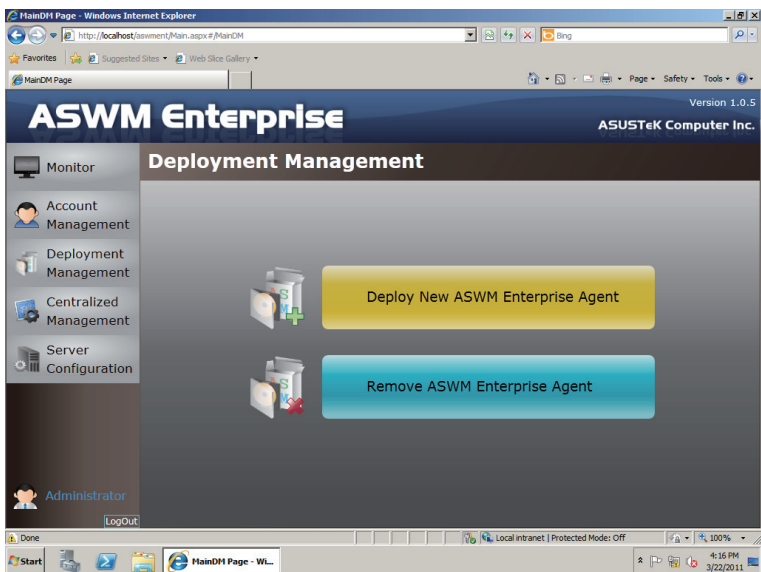 MainDM Page - Windows Internet Explorer
http://localhost/aswment/Main.aspx#/MainDM
Bing
Favorites
Suggested Sites
Web Slice Gallery
MainDM Page
Page
Safety
Tools
Version 1.0.5
ASWM Enterprise
ASUSTeK Computer Inc.
Monitor
Deployment Management
Account
Management
Deployment
Management
Centralized
Management
Server
Configuration
Deploy New ASWM Enterprise Agent
Remove ASWM Enterprise Agent
Administrator
LogOut
Done
Local intranet | Protected Mode: Off
100%
Start
MainDM Page - Wi...
4:16 PM
3/22/2011